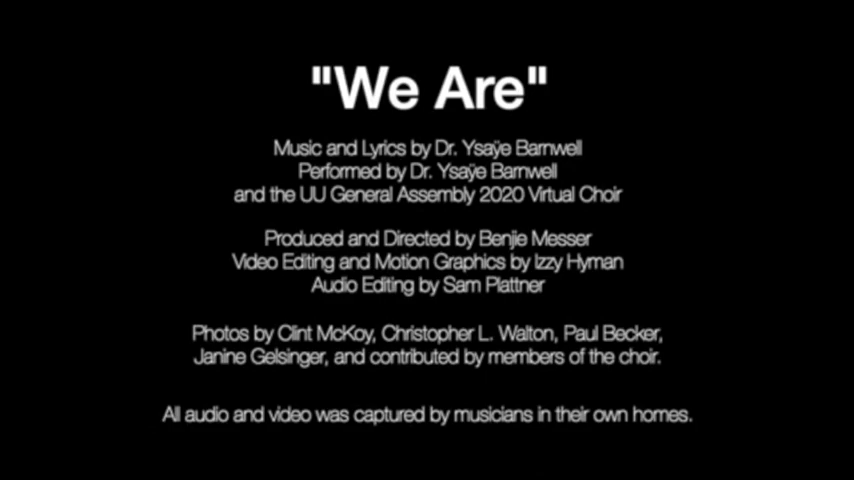 "We Are"
Music and Lyrics by Dr. Ysaÿe Barnwell
Performed by Dr. Ysaÿe Barnwell
and the UU General Assembly 2020 Virtual Choir
Produced and Directed by Benjie Messer
Video Editing and Motion Graphics by Izzy Hyman
Audio Editing by Sam Plattner
Photos by Clint McKoy, Christopher L. Walton, Paul Becker,
Janine Gelsinger, and contributed by members of the choir.
All audio and video was captured by musicians in their own homes.